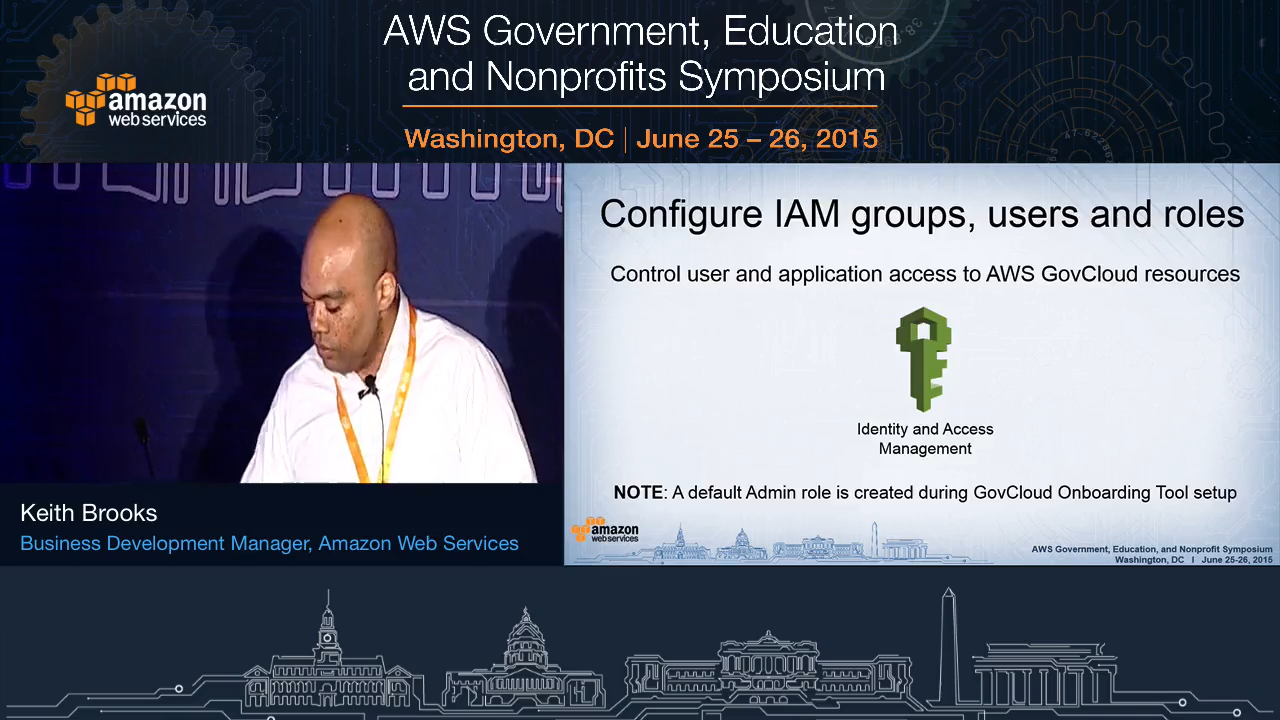 AWS Government, Education
and Nonprofits Symposium
amazon
web services
Washington, DC | June 25 – 26, 2015
Configure IAM groups, users and roles
Control user and application access to AWS GovCloud resources
Identity and Access
Management
NOTE: A default Admin role is created during GovCloud Onboarding Tool setup
amazon
web services
AWS Government, Education, and Nonprofit Symposium
Washington, DC I June 25-26, 2015
Keith Brooks
Business Development Manager, Amazon Web Services